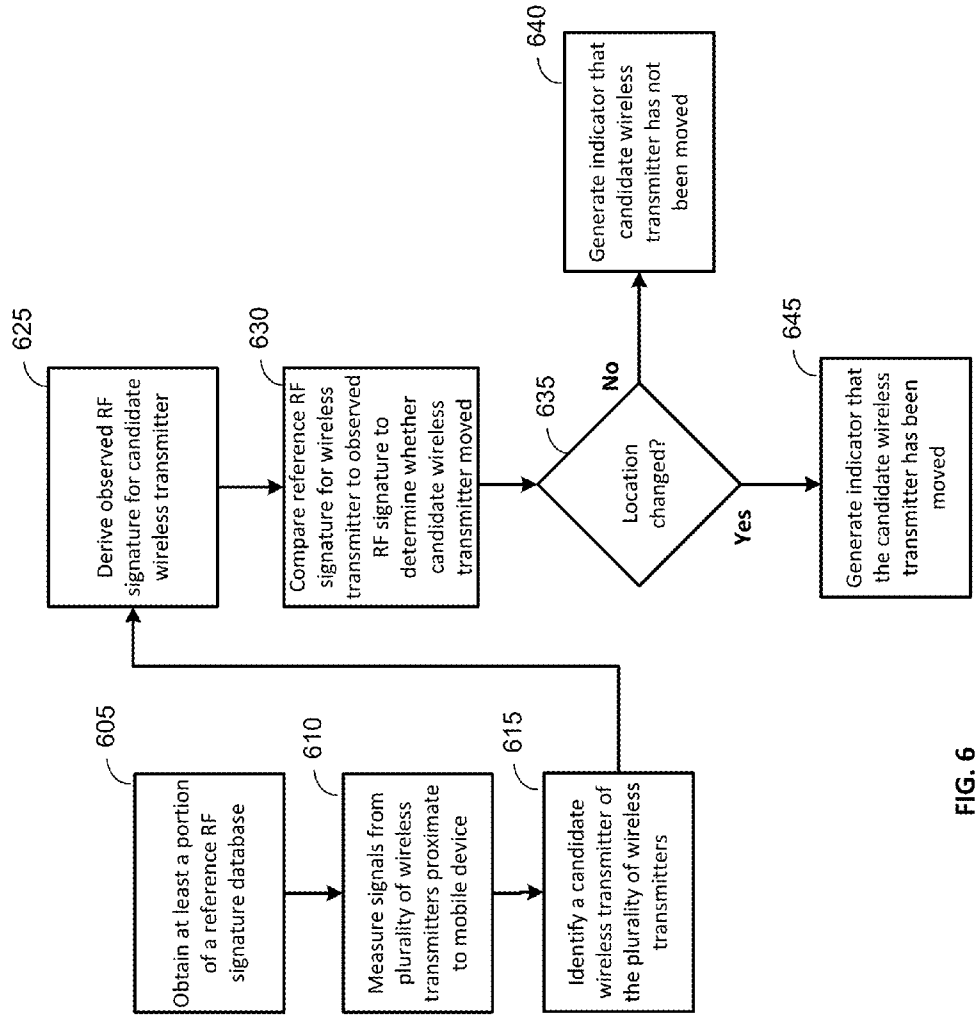 605
Obtain at least a portion
of a reference RF
signature database
610
Measure signals from
plurality of wireless
transmitters proximate
to mobile device
615
Identify a candidate
wireless transmitter of
the plurality of wireless
transmitters
625
Derive observed RF
signature for candidate
wireless transmitter
630
Compare reference RF
signature for wireless
transmitter to observed
RF signature to
determine whether
candidate wireless
transmitter moved
635
Location
changed?
No
Yes
640
Generate indicator that
candidate wireless
transmitter has not
been moved
645
Generate indicator that
the candidate wireless
transmitter has been
moved
FIG. 6